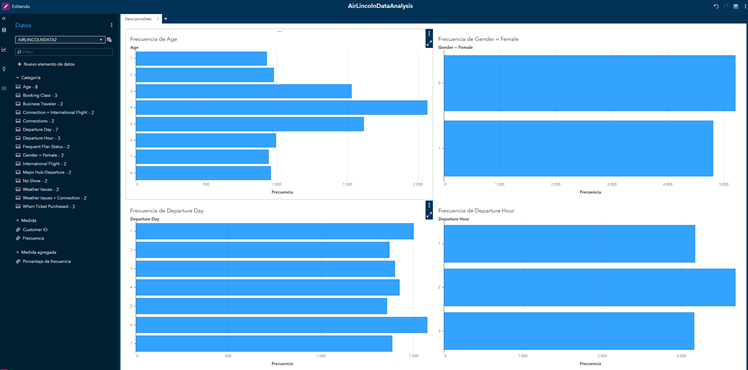 Editando
AirLincolnDataAnalysis
Datos
AIRLINCOLNDATA2
Filtro
+ Nuevo elemento de datos
Categoría
Age - 8
Booking Class - 3
Business Traveler - 2
Connection + International Flight - 2
Connections - 2
Departure Day - 7
Departure Hour - 3
Frequent Flier Status - 2
Gender = Female - 2
International Flight - 2
Major Hub Departure - 2
No Show - 2
Weather Issues - 2
Weather Issues + Connection - 2
When Ticket Purchased - 3
Medida
Customer ID
Frecuencia
Medida agregada
Porcentaje de frecuencia
Frecuencia de Age
Age
1
2
3
4
5
6
7
8
0 500 1.000 1.500 2.000
Frecuencia
Frecuencia de Gender = Female
Gender = Female
0
1
0 1.000 2.000 3.000 4.000 5.000
Frecuencia
Frecuencia de Departure Day
Departure Day
1
2
3
4
5
6
7
0 500 1.000 1.500
Frecuencia
Frecuencia de Departure Hour
Departure Hour
1
2
3
0 1.000 2.000 3.000
Frecuencia